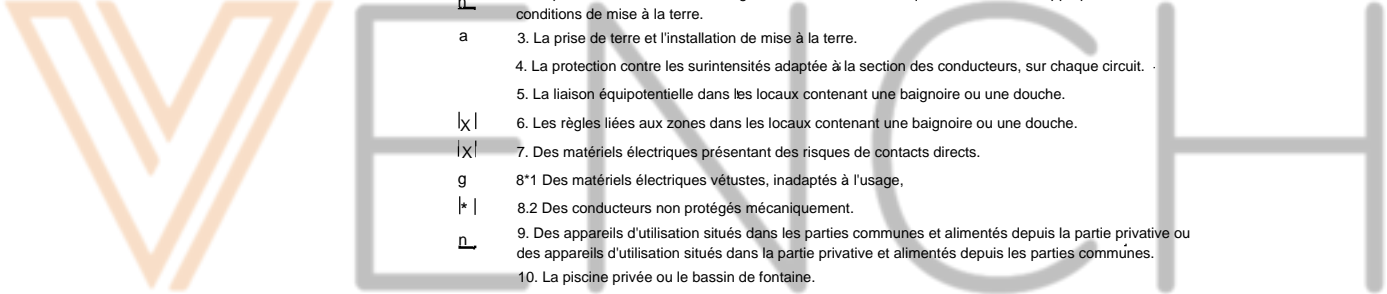 VENCH
n
conditions de mise à la terre.
a 3. La prise de terre et l'installation de mise à la terre.
4. La protection contre les surintensités adaptée à la section des conducteurs, sur chaque circuit.
5. La liaison équipotentielle dans les locaux contenant une baignoire ou une douche.
|X| 6. Les règles liées aux zones dans les locaux contenant une baignoire ou une douche.
|X| 7. Des matériels électriques présentant des risques de contacts directs.
g 8*1 Des matériels électriques vétustes, inadaptés à l'usage,
|* | 8.2 Des conducteurs non protégés mécaniquement.
n 9. Des appareils d'utilisation situés dans les parties communes et alimentés depuis la partie privative ou
des appareils d'utilisation situés dans la partie privative et alimentés depuis les parties communes.
10. La piscine privée ou le bassin de fontaine.